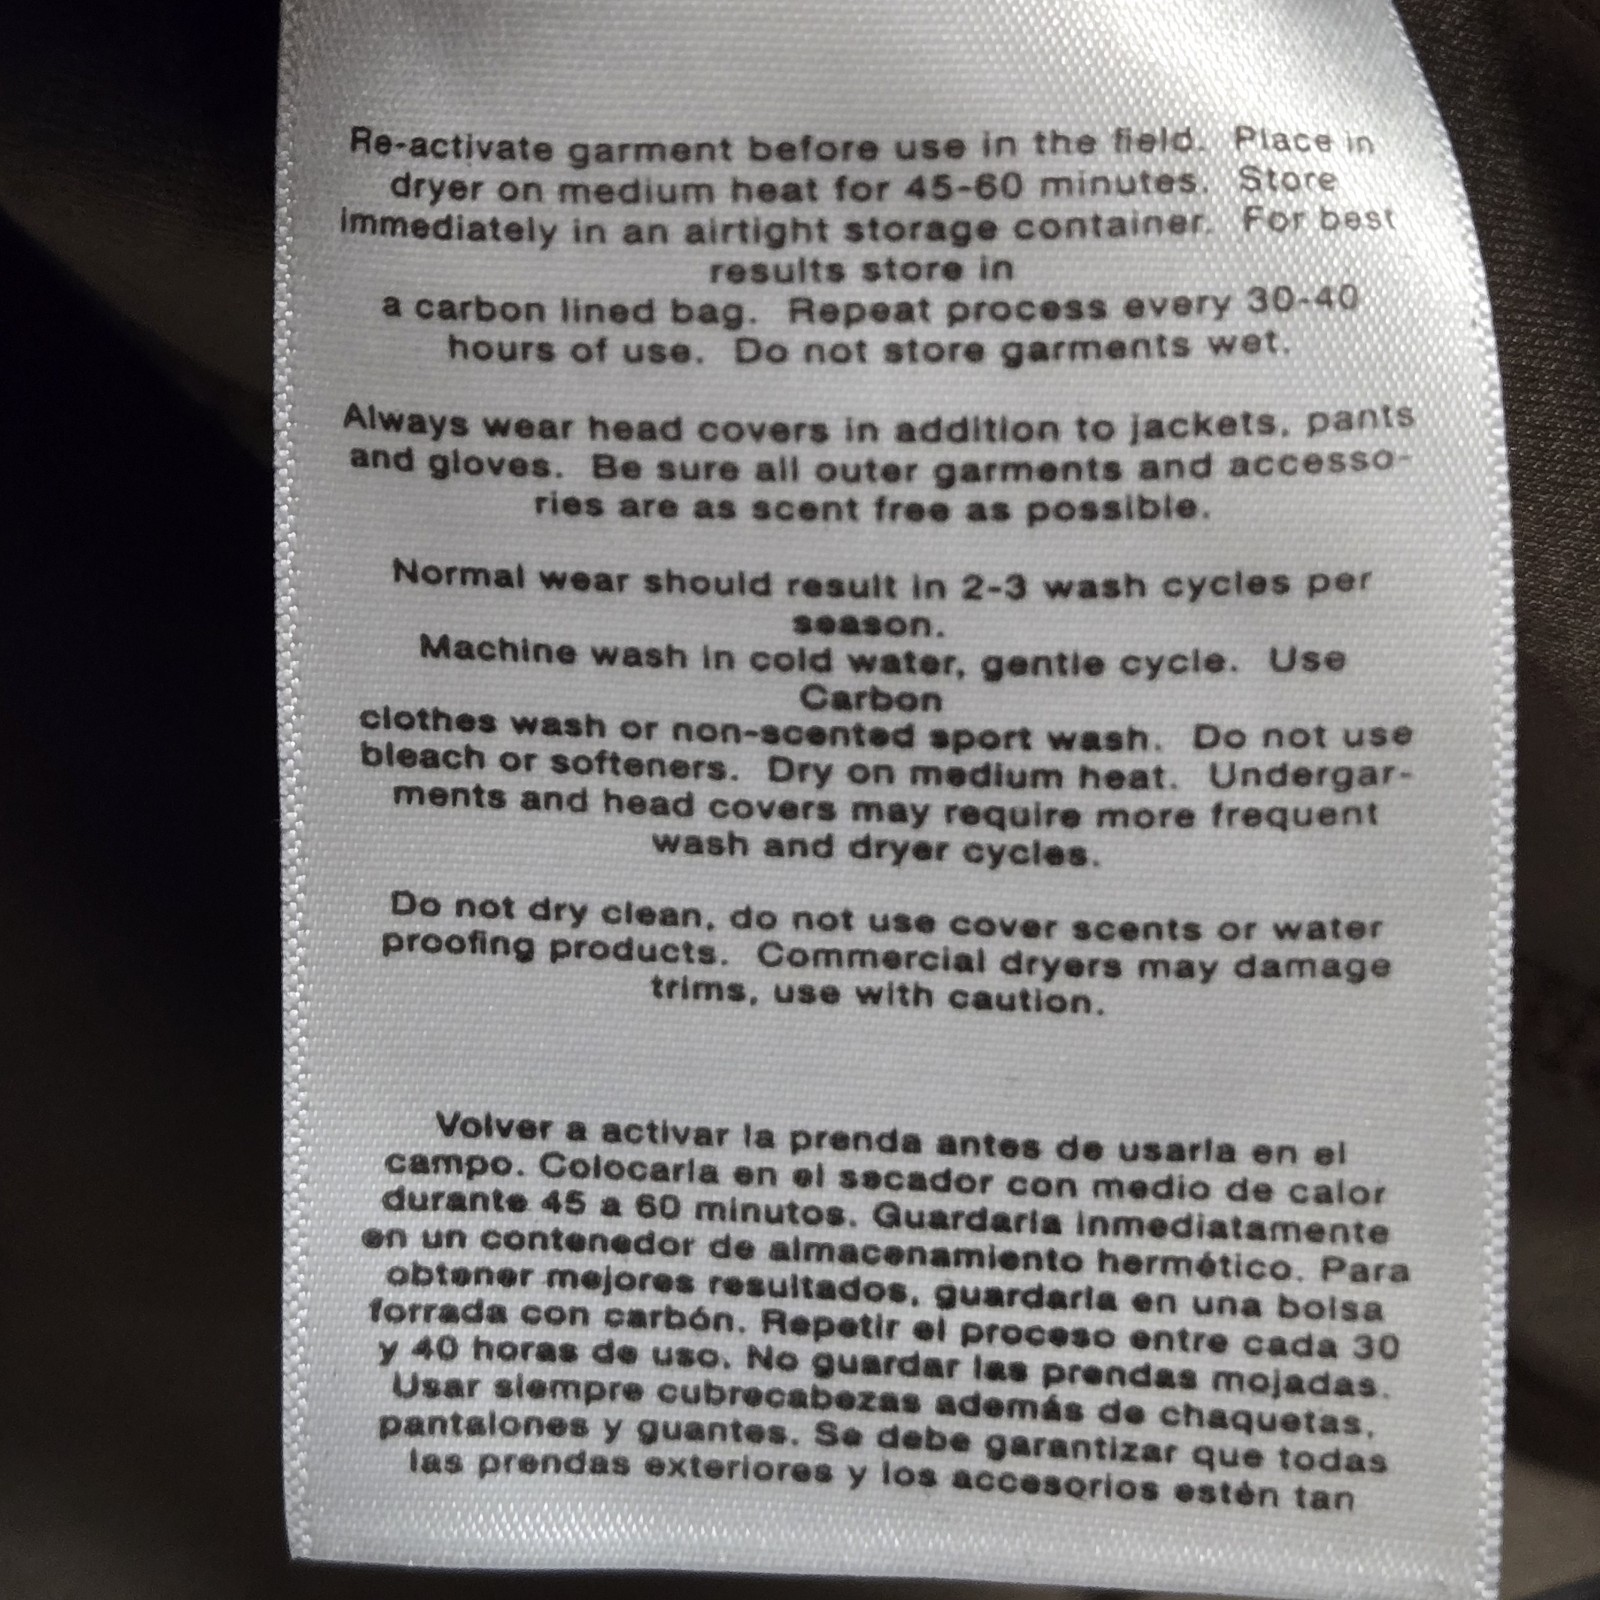 Re-activate garment before use in the field. Place in
dryer on medium heat for 45-60 minutes. Store
immediately in an airtight storage container. For best
results store in
a carbon lined bag. Repeat process every 30-40
hours of use. Do not store garments wet.
Always wear head covers in addition to jackets, pants
and gloves. Be sure all outer garments and accesso-
ries are as scent free as possible.
Normal wear should result in 2-3 wash cycles per
season.
Machine wash in cold water, gentle cycle. Use
Carbon
clothes wash or non-scented sport wash. Do not use
bleach or softeners. Dry on medium heat. Undergar-
ments and head covers may require more frequent
wash and dryer cycles.
Do not dry clean, do not use cover scents or water
proofing products. Commercial dryers may damage
trims, use with caution.
Volver a activar la prenda antes de usarla en el
campo. Colocarla en el secador con medio de calor
durante 45 a 60 minutos. Guardarla inmediatamente
en un contenedor de almacenamiento hermético. Para
obtener mejores resultados, guardarla en una bolsa
forrada con carbón. Repetir el proceso entre cada 30
y 40 horas de uso. No guardar las prendas mojadas.
Usar siempre cubrecabezas además de chaquetas,
pantalones y guantes. Se debe garantizar que todas
las prendas exteriores y los accesorios estén tan